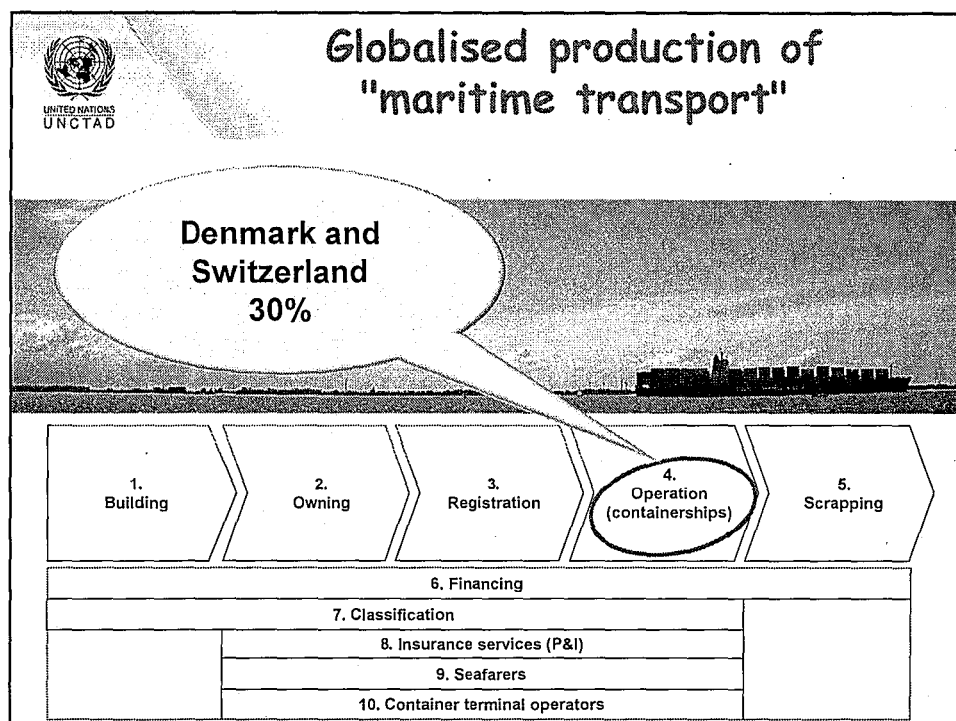 Globalised production of
"maritime transport"
UNITED NATIONS
UNCTAD
Denmark and
Switzerland
30%
1.
Building
2.
Owning
3.
Registration
4.
Operation
(containerships)
5.
Scrapping
6. Financing
7. Classification
8. Insurance services (P&I)
9. Seafarers
10. Container terminal operators